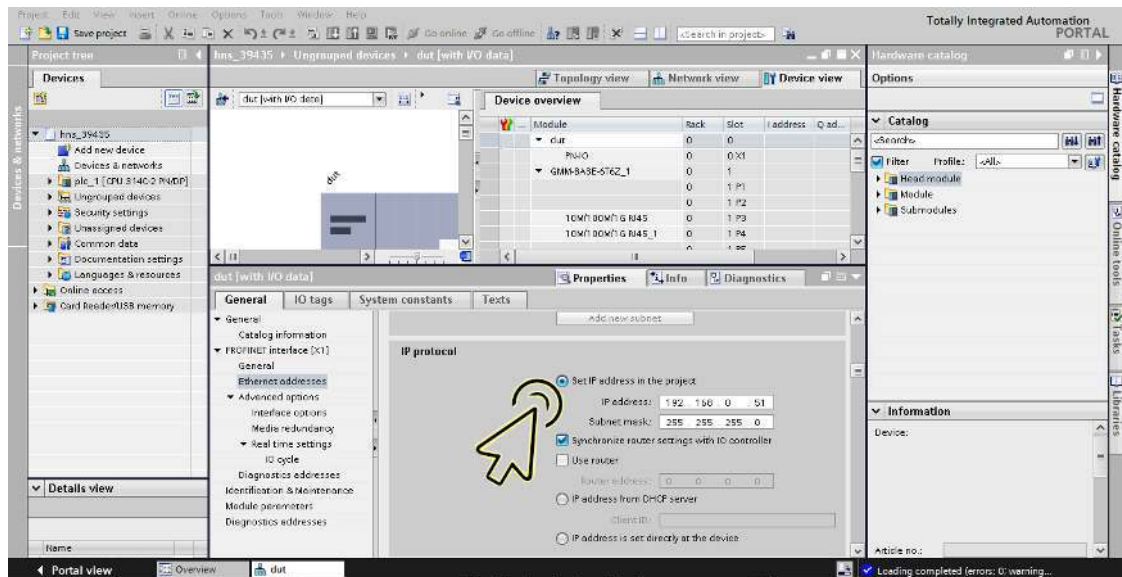 Project Edit View Insert Online Options Tools Window Help
Totally Integrated Automation
PORTAL
Save project
Go online
Go offline
<Search in project>
Project tree
hns_39435
Ungrouped devices
dut [with I/O data]
Hardware catalog
Devices
Topology view
Network view
Device view
Options
dut [with I/O data]
Device overview
Module
Rack
Slot
I address
Q ad...
Catalog
<Search>
Filter
Profile:
<All>
Head module
Module
Submodules
hns_39435
Add new device
Devices & networks
plc_1 [CPU 314C-2 PN/DP]
Ungrouped devices
Security settings
Unassigned devices
Common data
Documentation settings
Languages & resources
Online access
Card Reader/USB memory
dut
dut 0 0
PN-IO 0 0 X1
GMM-BASE-6T6Z_1 0 1
0 1 P1
0 1 P2
10M/100M/1G RJ45 0 1 P3
10M/100M/1G RJ45_1 0 1 P4
0 1 P5
dut [with I/O data]
Properties
Info
Diagnostics
General
IO tags
System constants
Texts
General
Catalog information
PROFINET interface [X1]
General
Ethernet addresses
Advanced options
Interface options
Media redundancy
Real time settings
IO cycle
Diagnostics addresses
Identification & Maintenance
Module parameters
Diagnostics addresses
Add new subnet
IP protocol
Set IP address in the project
IP address: 192 . 168 . 0 . 51
Subnet mask: 255 . 255 . 255 . 0
Synchronize router settings with IO controller
Use router
Router address: 0 . 0 . 0 . 0
IP address from DHCP server
Client ID:
IP address is set directly at the device
Information
Device:
Article no.:
Details view
Name
Devices & networks
Hardware catalog
Online tools
Tasks
Libraries
Portal view
Overview
dut
Loading completed (errors: 0; warning...